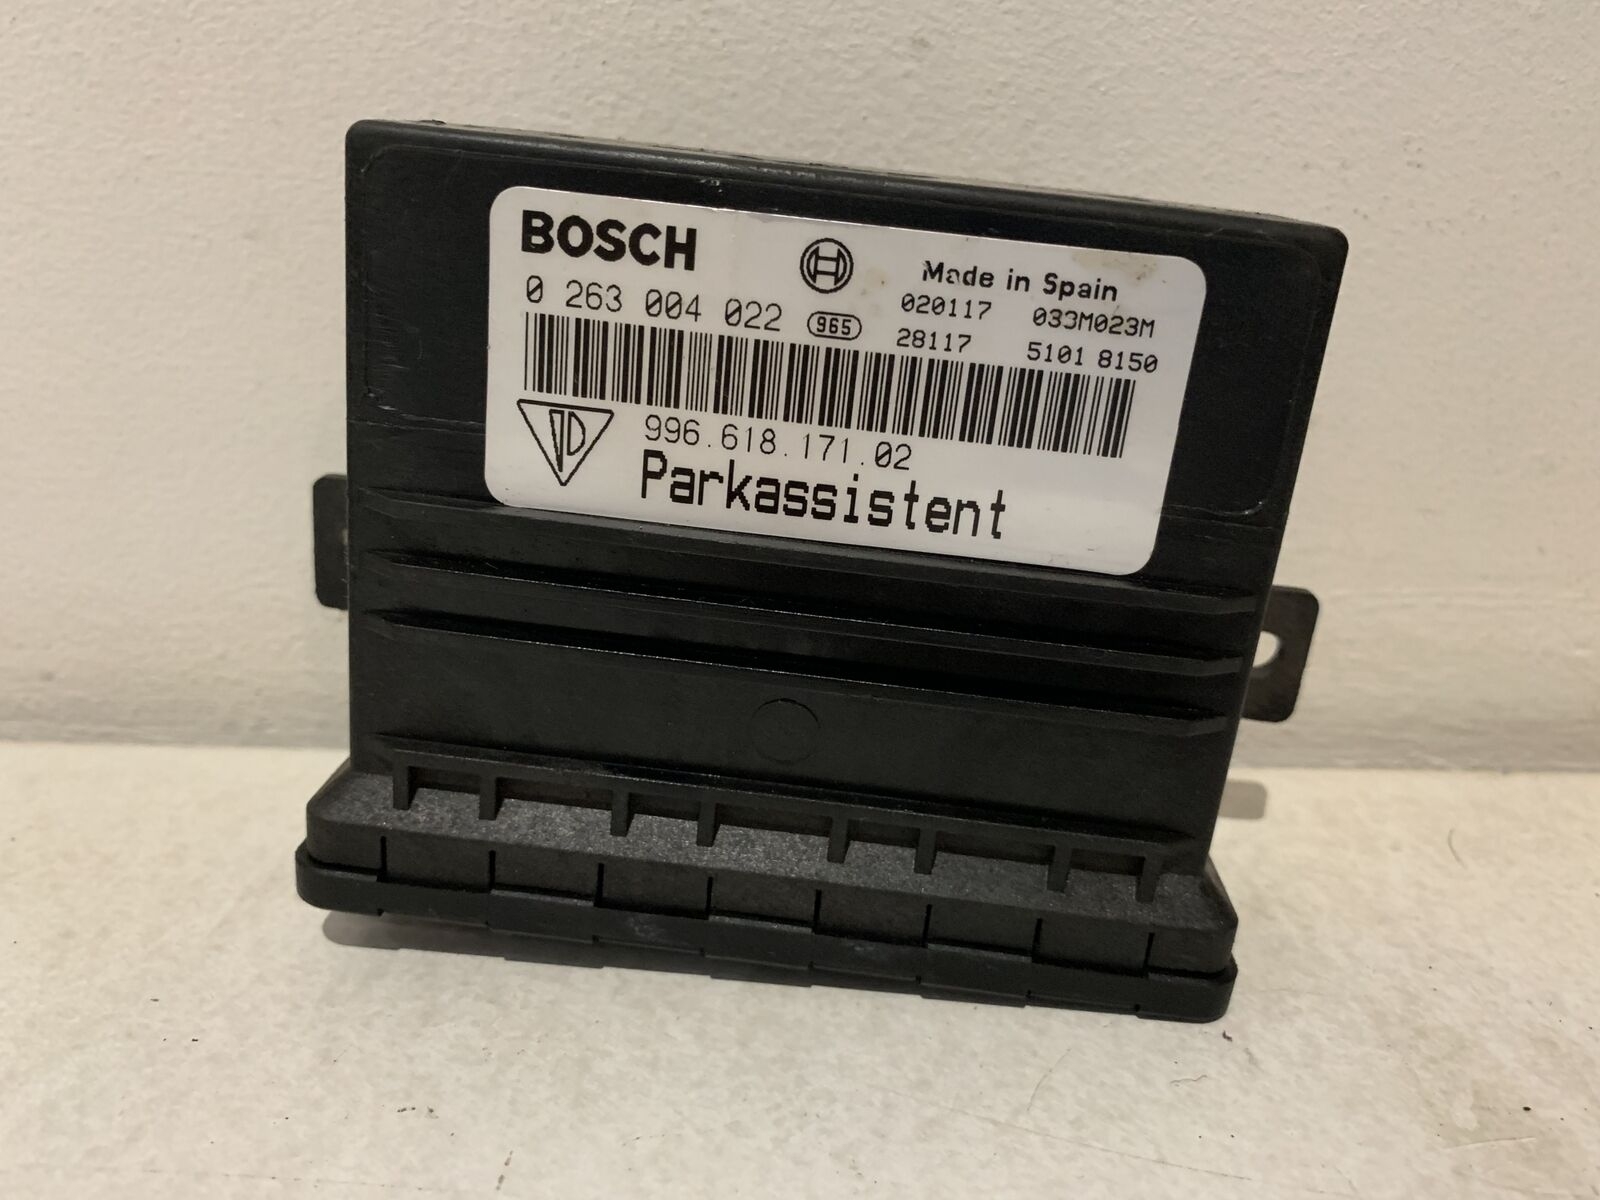 BOSCH
Made in Spain
0 263 004 022
965
020117 033M023M
28117 5101 8150
996.618.171.02
Parkassistent